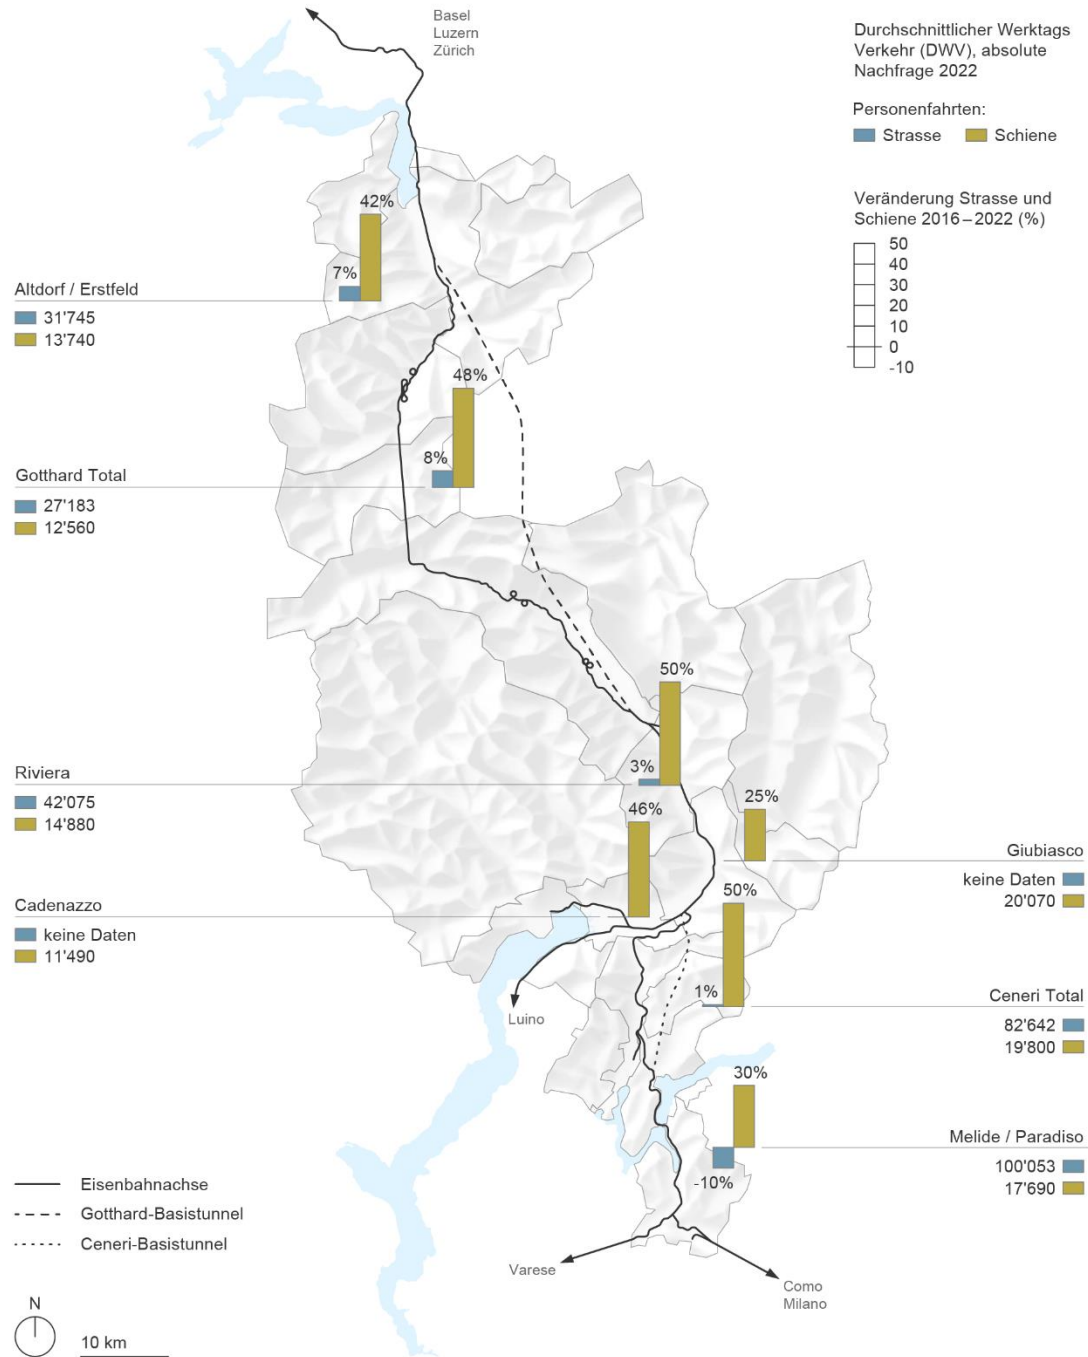 Basel
Luzern
Zürich
Durchschnittlicher Werktags
Verkehr (DWV), absolute
Nachfrage 2022
Personenfahrten:
Strasse Schiene
Veränderung Strasse und
Schiene 2016–2022 (%)
50
40
30
20
10
0
-10
42%
7%
Altdorf / Erstfeld
31'745
13'740
48%
8%
Gotthard Total
27'183
12'560
50%
3%
Riviera
42'075
14'880
25%
Giubiasco
keine Daten
20'070
46%
Cadenazzo
keine Daten
11'490
50%
1%
Ceneri Total
82'642
19'800
Luino
30%
-10%
Melide / Paradiso
100'053
17'690
Eisenbahnachse
Gotthard-Basistunnel
Ceneri-Basistunnel
Varese
Como
Milano
N
10 km